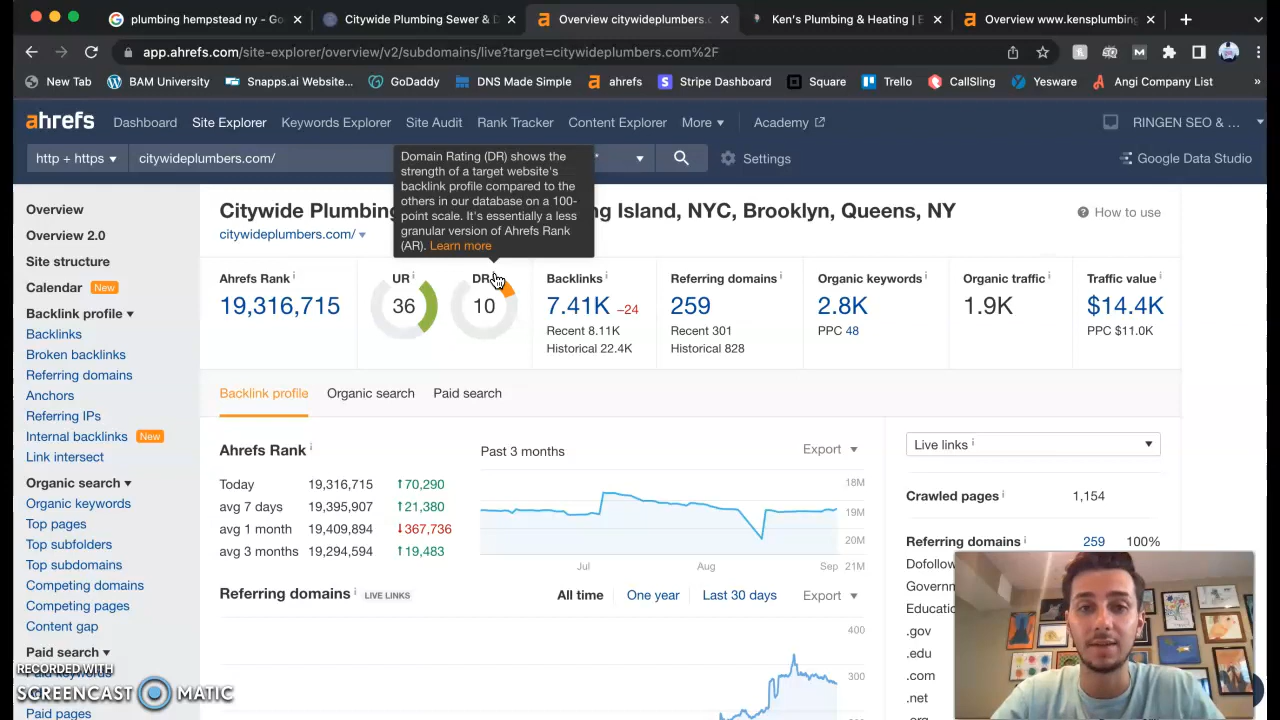 plumbing hempstead ny - Go
Citywide Plumbing Sewer & D
Overview citywideplumbers.c
Ken's Plumbing & Heating | E
Overview www.kensplumbing
app.ahrefs.com/site-explorer/overview/v2/subdomains/live?target=citywideplumbers.com%2F
New Tab
BAM University
Snapps.ai Website...
GoDaddy
DNS Made Simple
ahrefs
Stripe Dashboard
Square
Trello
CallSling
Yesware
Angi Company List
»
ahrefs
Dashboard
Site Explorer
Keywords Explorer
Site Audit
Rank Tracker
Content Explorer
More
Academy
RINGEN SEO & ...
http + https
citywideplumbers.com/
Settings
Google Data Studio
Domain Rating (DR) shows the
strength of a target website's
backlink profile compared to the
others in our database on a 100-
point scale. It's essentially a less
granular version of Ahrefs Rank
(AR). Learn more
Overview
Overview 2.0
Site structure
Calendar New
Backlink profile
Backlinks
Broken backlinks
Referring domains
Anchors
Referring IPs
Internal backlinks New
Link intersect
Organic search
Organic keywords
Top pages
Top subfolders
Top subdomains
Competing domains
Competing pages
Content gap
Paid search
Paid keywords
Paid pages
Citywide Plumbing
ng Island, NYC, Brooklyn, Queens, NY
How to use
citywideplumbers.com/
Ahrefs Rank
19,316,715
UR
36
DR
10
Backlinks
7.41K -24
Recent 8.11K
Historical 22.4K
Referring domains
259
Recent 301
Historical 828
Organic keywords
2.8K
PPC 48
Organic traffic
1.9K
Traffic value
$14.4K
PPC $11.0K
Backlink profile
Organic search
Paid search
Ahrefs Rank
Past 3 months
Export
Today 19,316,715 ↑70,290
avg 7 days 19,395,907 ↑21,380
avg 1 month 19,409,894 ↓367,736
avg 3 months 19,294,594 ↑19,483
18M
19M
20M
21M
Jul
Aug
Sep
Referring domains LIVE LINKS
All time
One year
Last 30 days
Export
400
300
Live links
Crawled pages 1,154
Referring domains 259 100%
Dofollow
Govern
Educati
.gov
.edu
.com
.net
RECORDED WITH
SCREENCAST MATIC